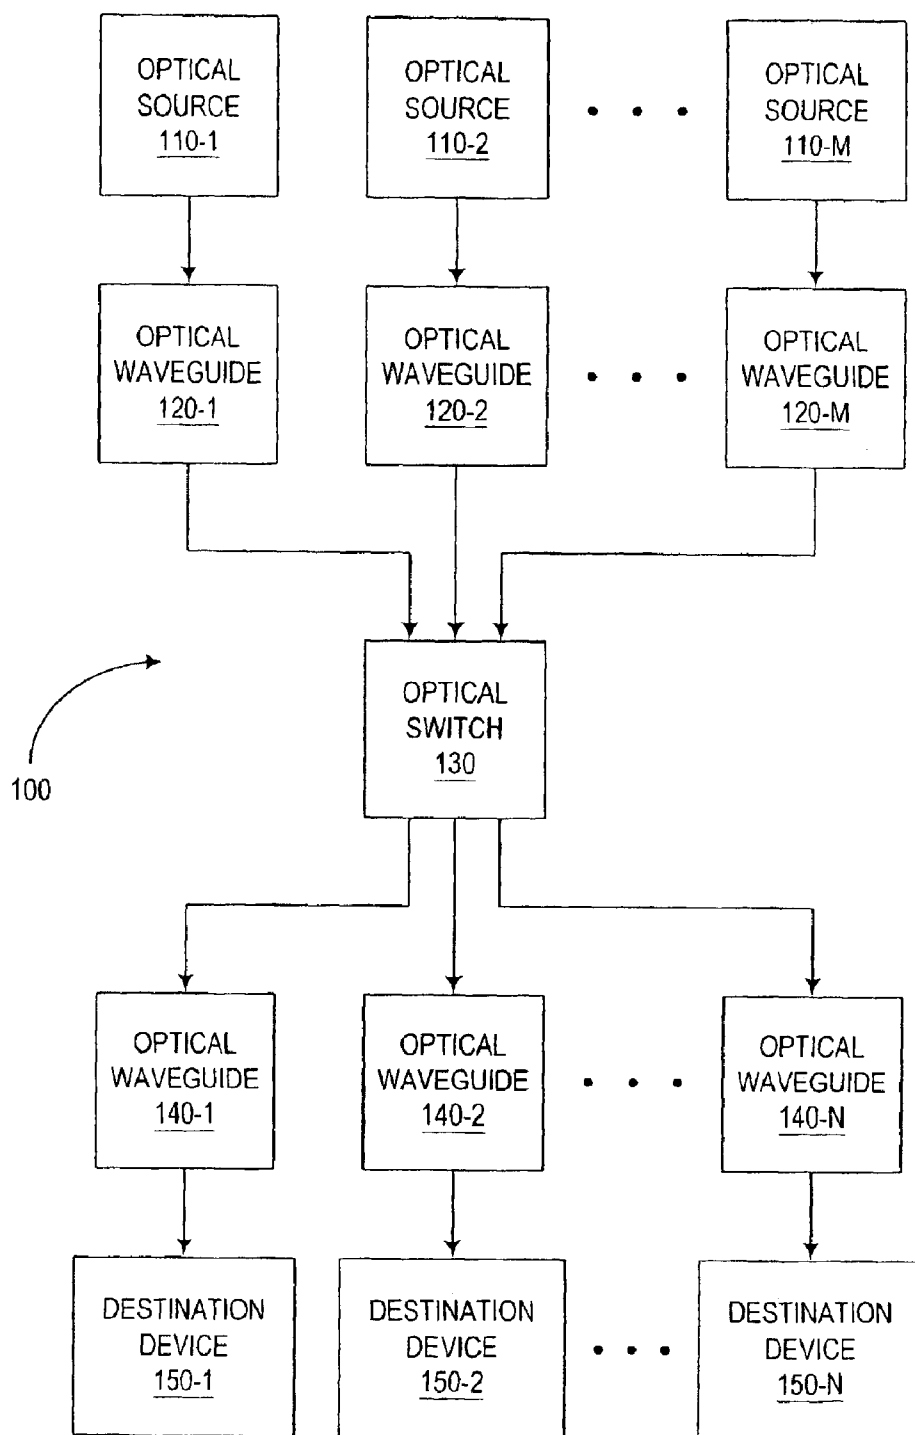 OPTICAL
SOURCE
110-1
OPTICAL
SOURCE
110-2
OPTICAL
SOURCE
110-M
OPTICAL
WAVEGUIDE
120-1
OPTICAL
WAVEGUIDE
120-2
OPTICAL
WAVEGUIDE
120-M
OPTICAL
SWITCH
130
100
OPTICAL
WAVEGUIDE
140-1
OPTICAL
WAVEGUIDE
140-2
OPTICAL
WAVEGUIDE
140-N
DESTINATION
DEVICE
150-1
DESTINATION
DEVICE
150-2
DESTINATION
DEVICE
150-N